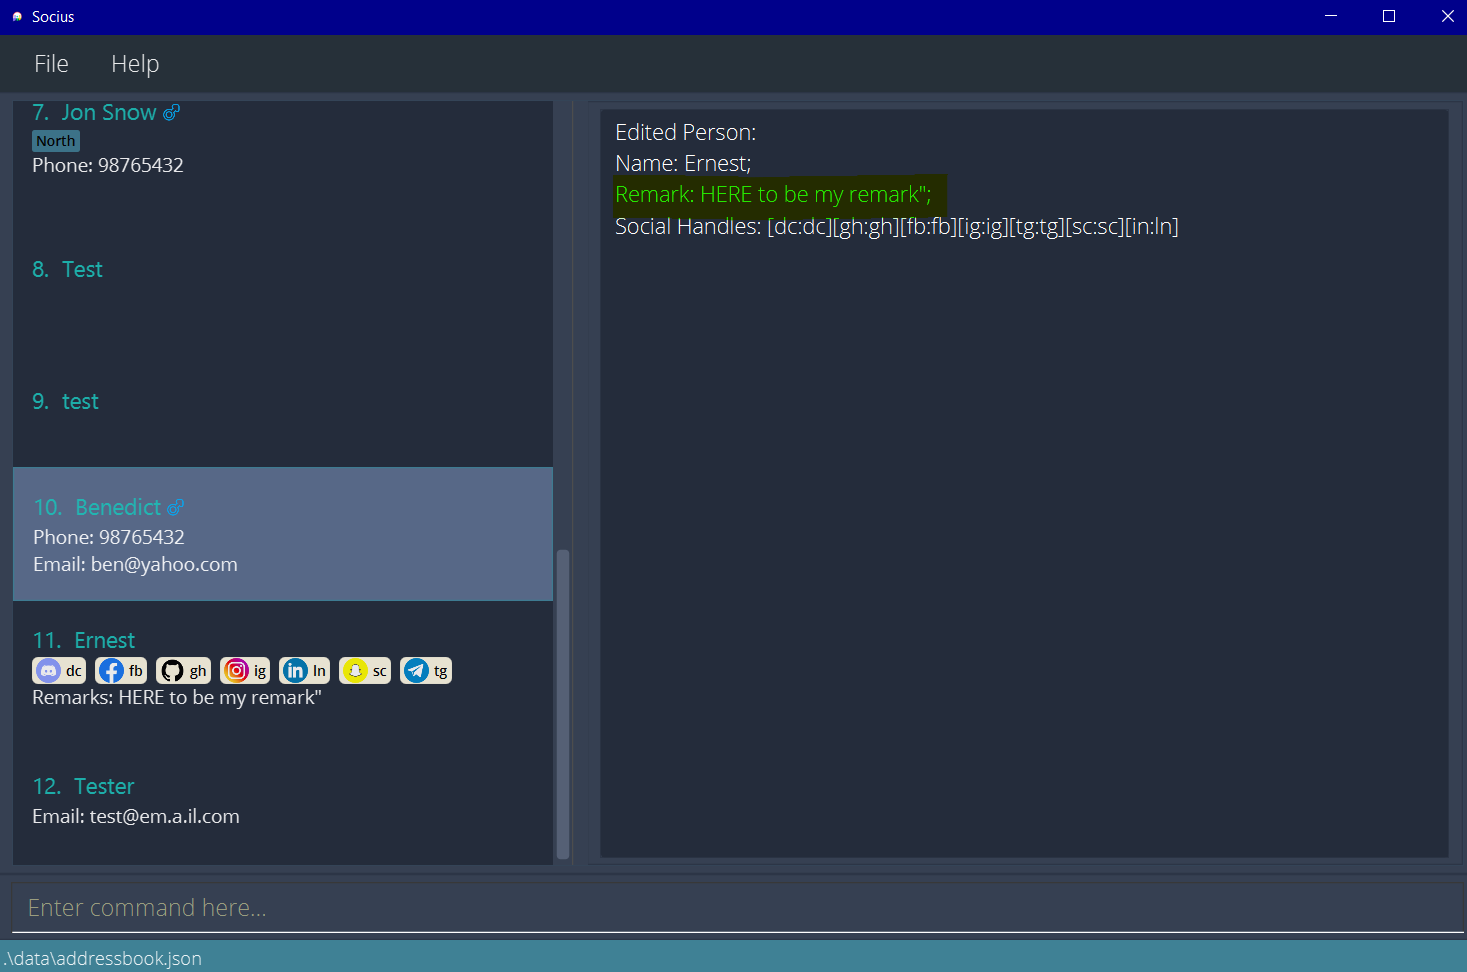 Socius
File Help
7. Jon Snow
North
Phone: 98765432
8. Test
9. test
10. Benedict
Phone: 98765432
Email: ben@yahoo.com
11. Ernest
dc fb gh ig ln sc tg
Remarks: HERE to be my remark"
12. Tester
Email: test@em.a.il.com
Edited Person:
Name: Ernest;
Remark: HERE to be my remark";
Social Handles: [dc:dc][gh:gh][fb:fb][ig:ig][tg:tg][sc:sc][in:ln]
Enter command here...
.\data\addressbook.json